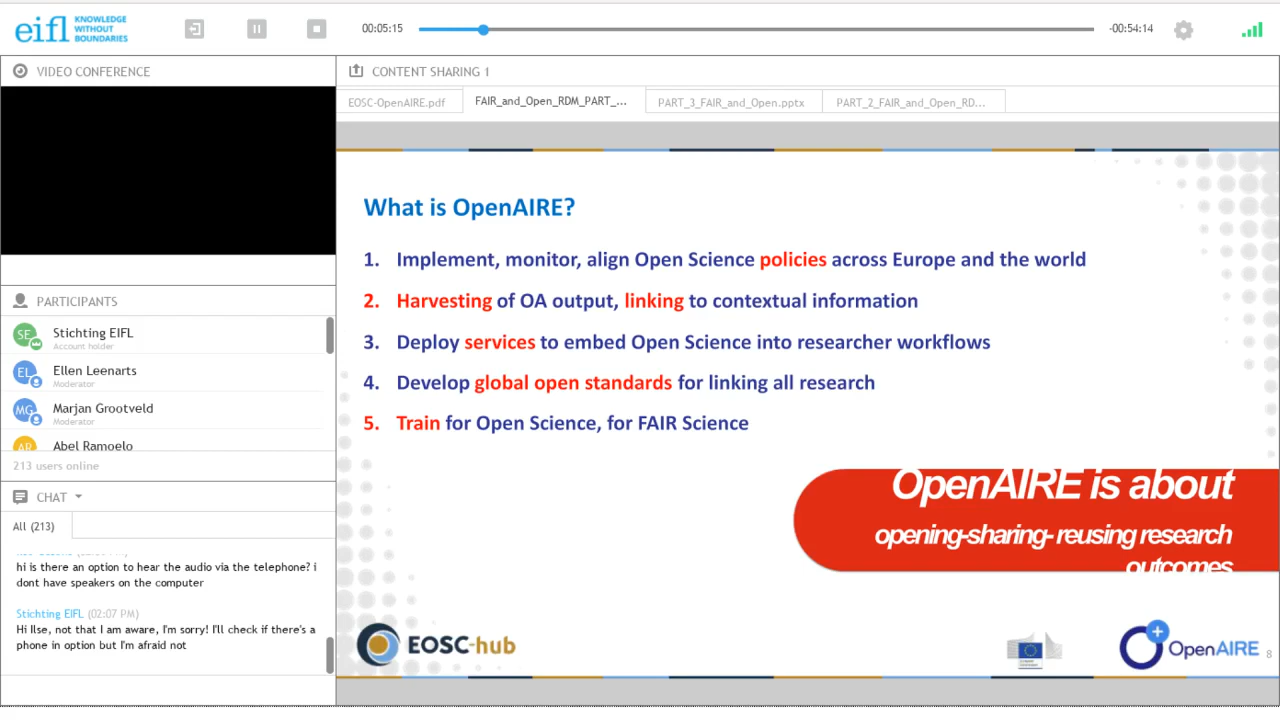 eifl KNOWLEDGE
WITHOUT
BOUNDARIES
00:05:15
-00:54:14
VIDEO CONFERENCE
CONTENT SHARING 1
EOSC-OpenAIRE.pdf
FAIR_and_Open_RDM_PART_...
PART_3_FAIR_and_Open.pptx
PART_2_FAIR_and_Open_RD...
What is OpenAIRE?
1. Implement, monitor, align Open Science policies across Europe and the world
2. Harvesting of OA output, linking to contextual information
3. Deploy services to embed Open Science into researcher workflows
4. Develop global open standards for linking all research
5. Train for Open Science, for FAIR Science
OpenAIRE is about
opening-sharing- reusing research
outcomes
EOSC-hub
OpenAIRE
8
PARTICIPANTS
SE Stichting EIFL
Account holder
EL Ellen Leenarts
Moderator
MG Marjan Grootveld
Moderator
AR Abel Ramoelo
213 users online
CHAT
All (213)
hi is there an option to hear the audio via the telephone? i
dont have speakers on the computer
Stichting EIFL (02:07 PM)
Hi Ilse, not that I am aware, I'm sorry! I'll check if there's a
phone in option but I'm afraid not